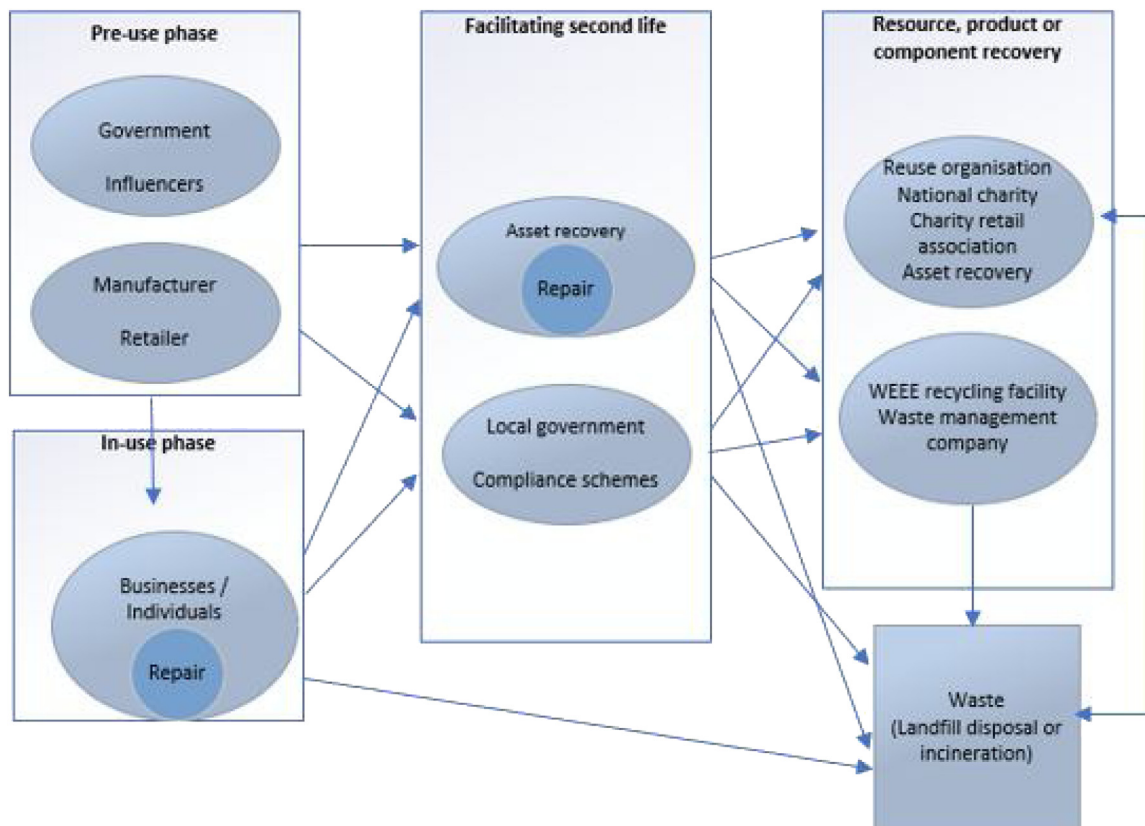 Pre-use phase
Government
Influencers
Manufacturer
Retailer
In-use phase
Businesses /
Individuals
Repair
Facilitating second life
Asset recovery
Repair
Local government
Compliance schemes
Resource, product or
component recovery
Reuse organisation
National charity
Charity retail
association
Asset recovery
WEEE recycling facility
Waste management
company
Waste
(Landfill disposal or
incineration)